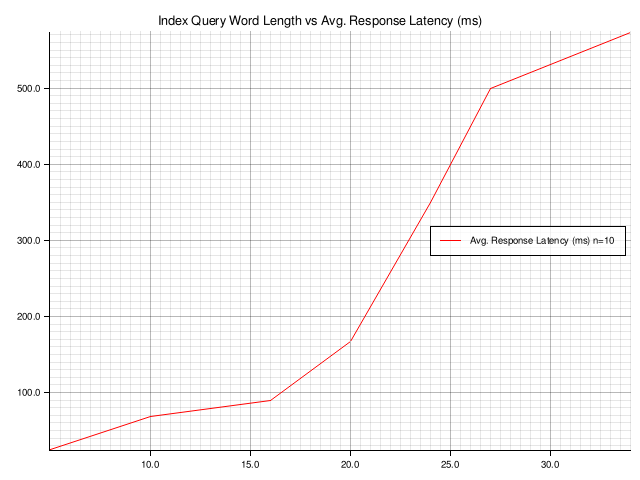 Index Query Word Length vs Avg. Response Latency (ms)
500.0
400.0
300.0
Avg. Response Latency (ms) n=10
200.0
100.0
10.0 15.0 20.0 25.0 30.0